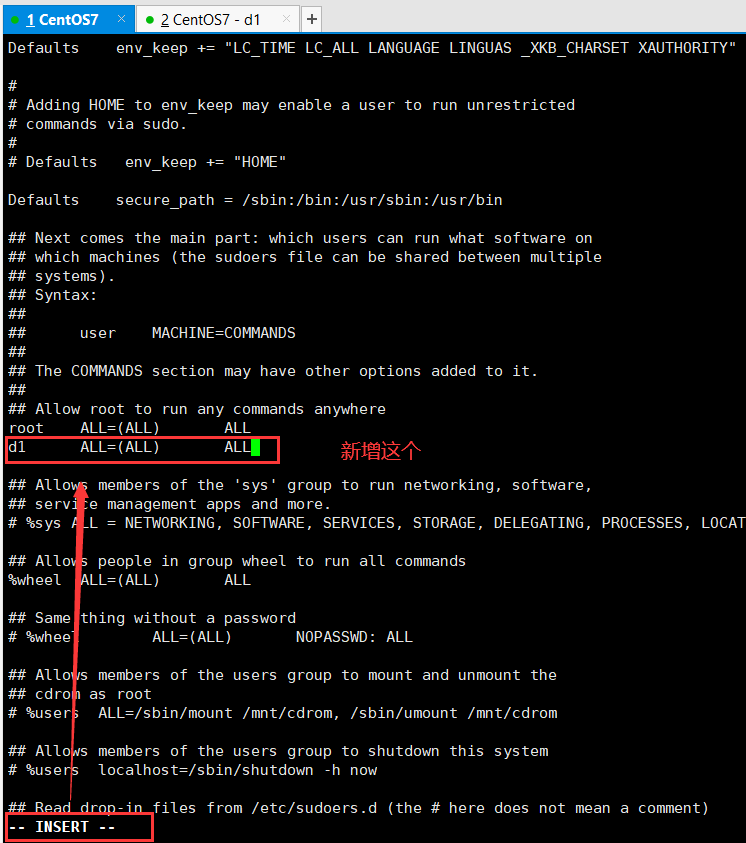 1 CentOS7 × 2 CentOS7 - d1 × +
Defaults    env_keep += "LC_TIME LC_ALL LANGUAGE LINGUAS _XKB_CHARSET XAUTHORITY"
#
# Adding HOME to env_keep may enable a user to run unrestricted
# commands via sudo.
#
# Defaults   env_keep += "HOME"
Defaults    secure_path = /sbin:/bin:/usr/sbin:/usr/bin
## Next comes the main part: which users can run what software on
## which machines (the sudoers file can be shared between multiple
## systems).
## Syntax:
##
##      user    MACHINE=COMMANDS
##
## The COMMANDS section may have other options added to it.
##
## Allow root to run any commands anywhere
root    ALL=(ALL)       ALL
d1      ALL=(ALL)       ALL 新增这个
## Allows members of the 'sys' group to run networking, software,
## service management apps and more.
# %sys ALL = NETWORKING, SOFTWARE, SERVICES, STORAGE, DELEGATING, PROCESSES, LOCAT
## Allows people in group wheel to run all commands
%wheel  ALL=(ALL)       ALL
## Same thing without a password
# %wheel        ALL=(ALL)       NOPASSWD: ALL
## Allows members of the users group to mount and unmount the
## cdrom as root
# %users  ALL=/sbin/mount /mnt/cdrom, /sbin/umount /mnt/cdrom
## Allows members of the users group to shutdown this system
# %users  localhost=/sbin/shutdown -h now
## Read drop-in files from /etc/sudoers.d (the # here does not mean a comment)
-- INSERT --